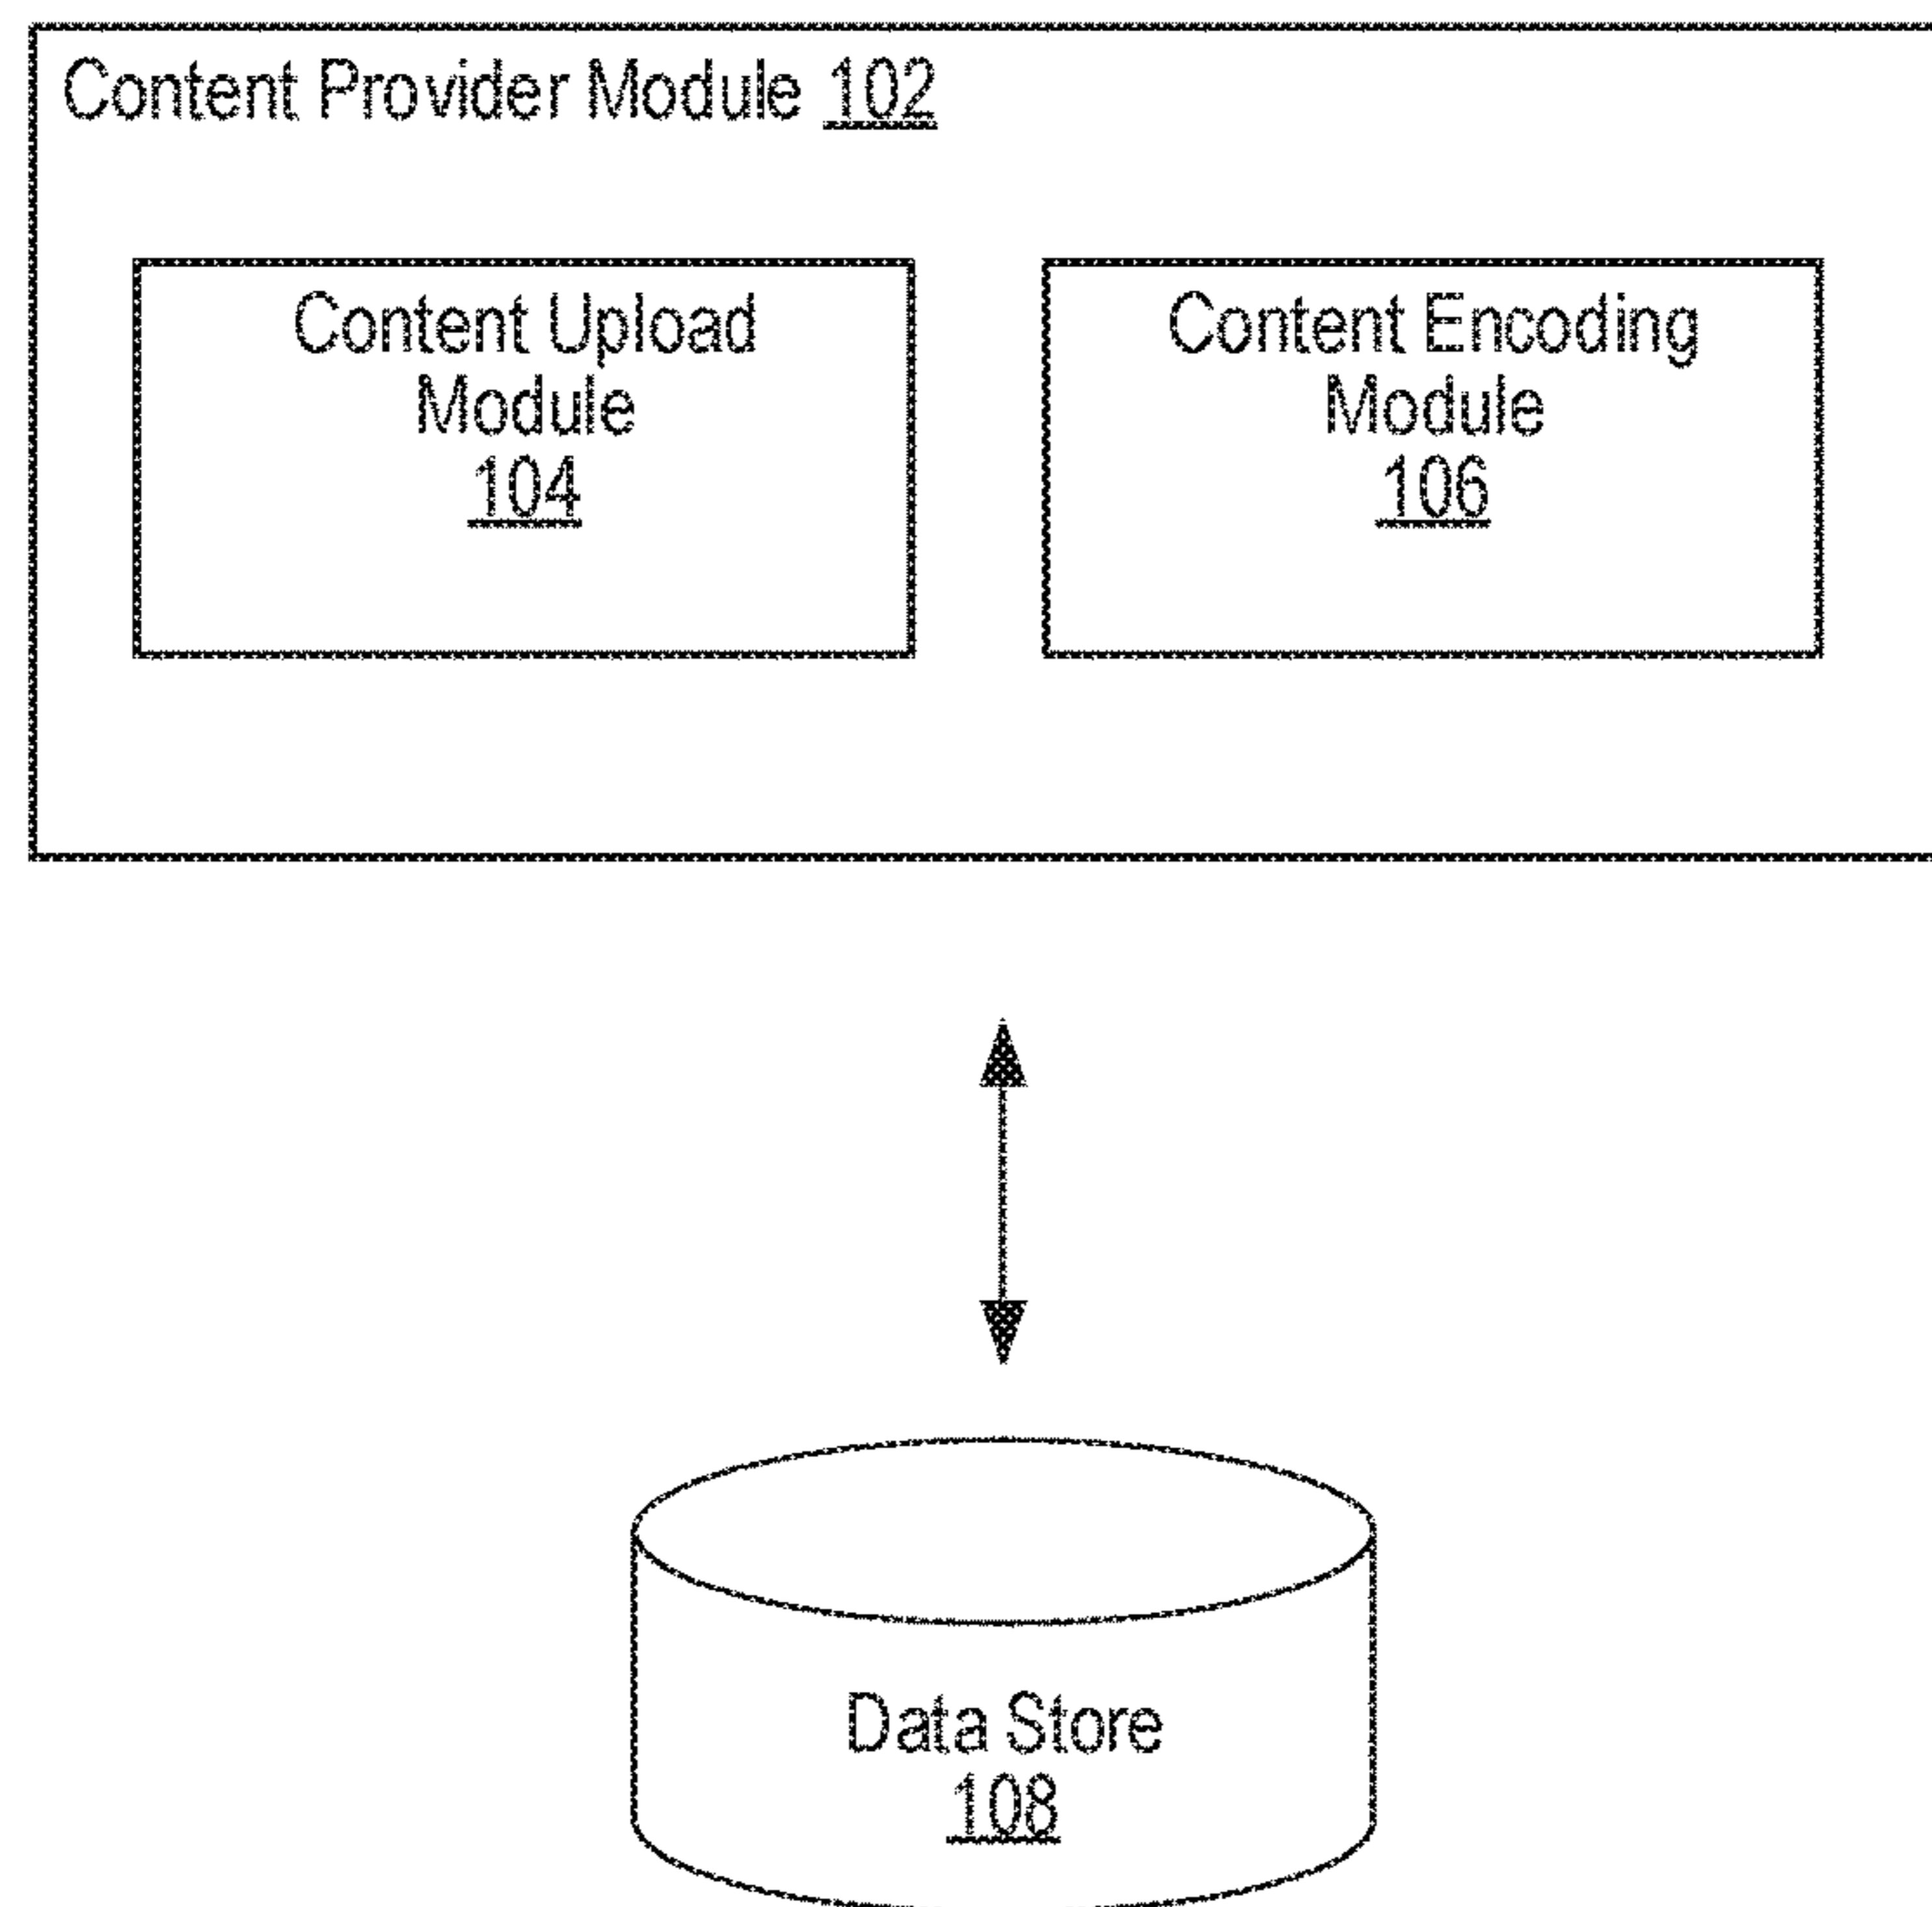 Content Provider Module 102
Content Upload
Module
104
Content Encoding
Module
106
Data Store
108